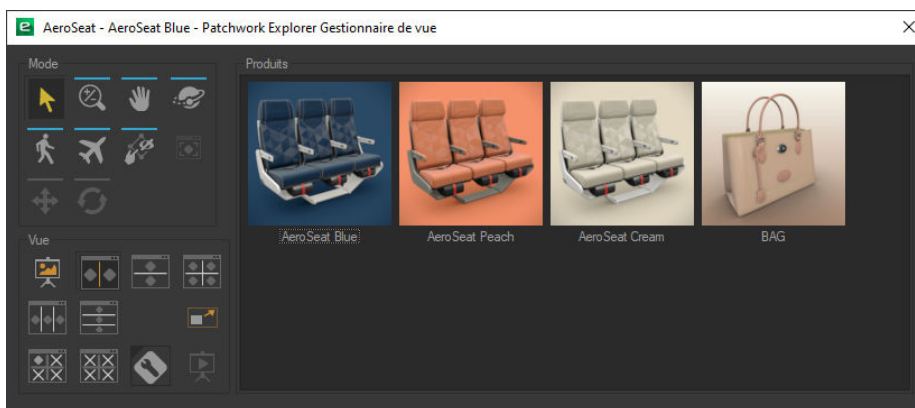 AeroSeat - AeroSeat Blue - Patchwork Explorer Gestionnaire de vue
Mode
Produits
AeroSeat Blue
AeroSeat Peach
AeroSeat Cream
BAG
Vue